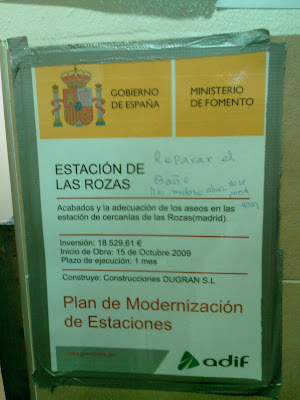 GOBIERNO
DE ESPAÑA
MINISTERIO
DE FOMENTO
Reparar el
Baño
ESTACIÓN DE
LAS ROZAS
Acabados y la adecuación de los aseos en las
estación de cercanías de las Rozas(madrid).
Inversión: 18.529,61 €
Inicio de Obra: 15 de Octubre 2009
Plazo de ejecución: 1 mes
Construye: Construcciones DUGRAN S.L
Plan de Modernización
de Estaciones
adif